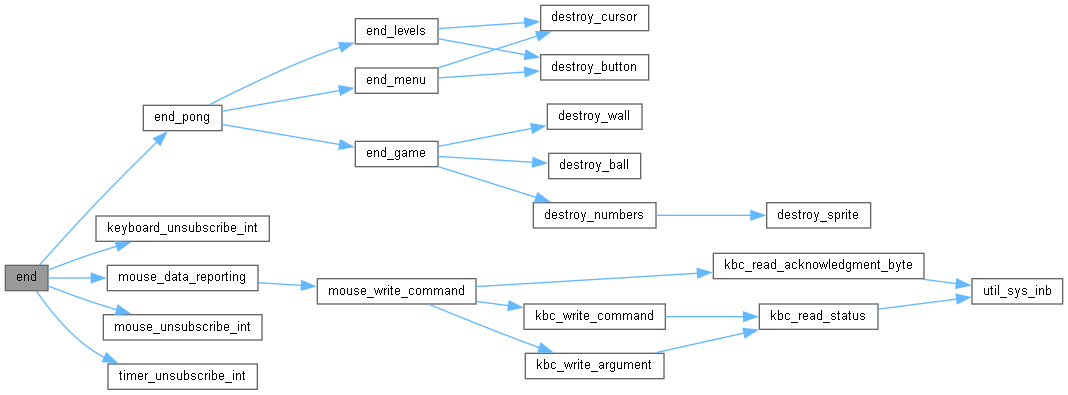 end
end_pong
keyboard_unsubscribe_int
mouse_data_reporting
mouse_unsubscribe_int
timer_unsubscribe_int
end_levels
end_menu
end_game
destroy_cursor
destroy_button
destroy_wall
destroy_ball
destroy_numbers
destroy_sprite
mouse_write_command
kbc_read_acknowledgment_byte
kbc_write_command
kbc_write_argument
kbc_read_status
util_sys_inb